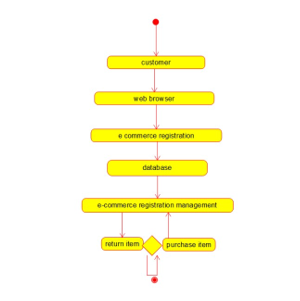 customer
web browser
e commerce registration
database
e-commerce registration management
return item
purchase item